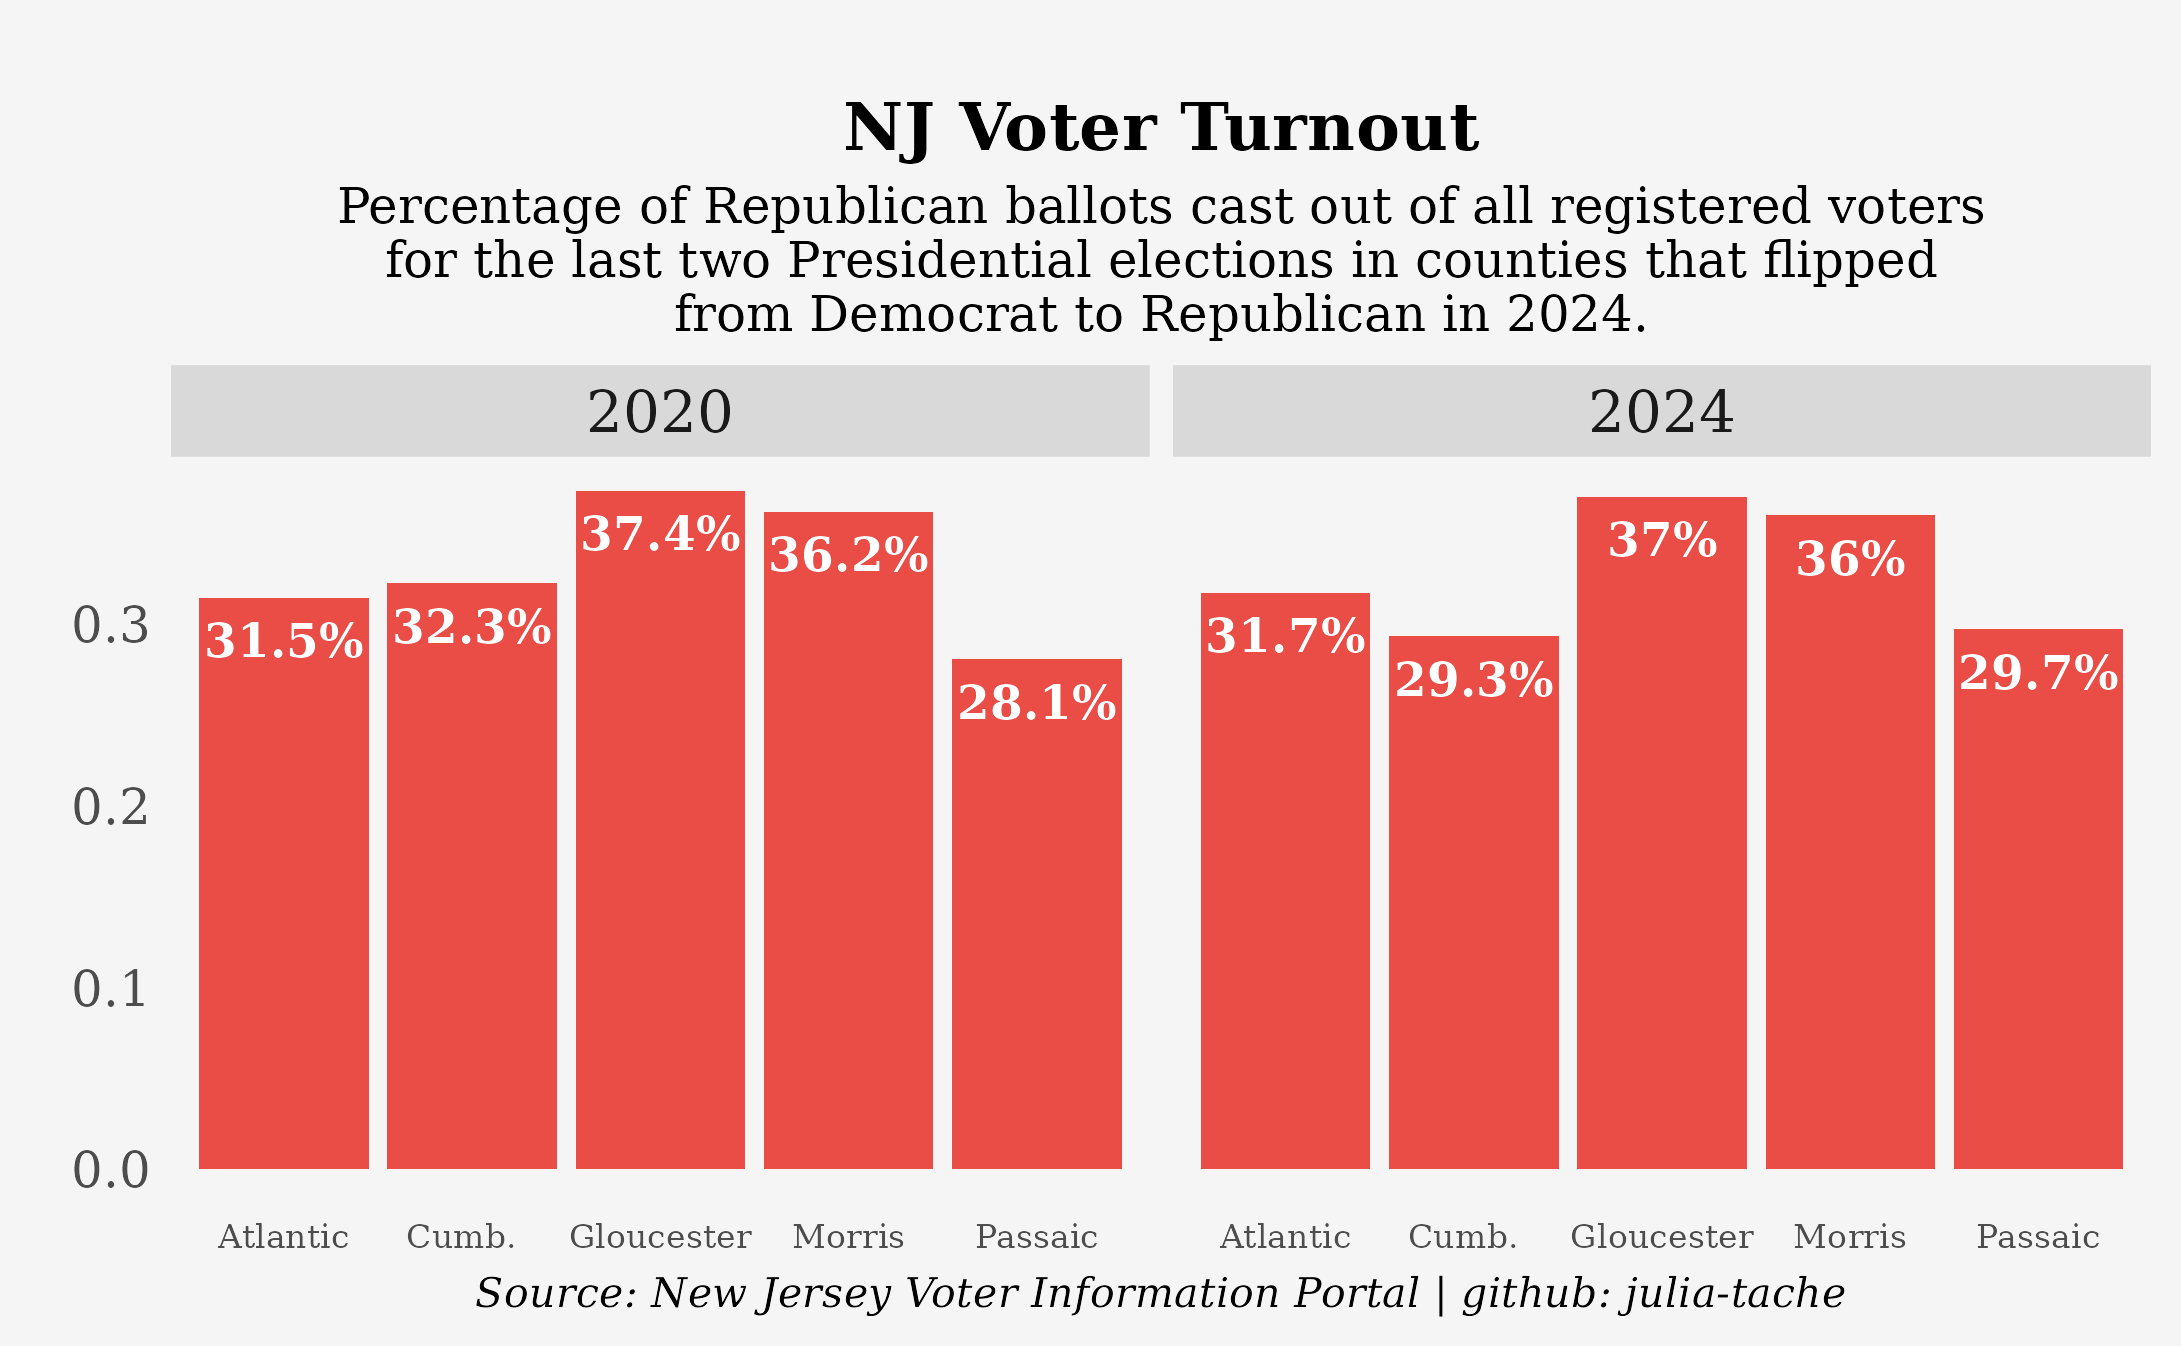 NJ Voter Turnout
Percentage of Republican ballots cast out of all registered voters
for the last two Presidential elections in counties that flipped
from Democrat to Republican in 2024.
2020
2024
37.4%
36.2%
31.5%
32.3%
28.1%
37%
36%
31.7%
29.3%
29.7%
0.3
0.2
0.1
0.0
Atlantic
Cumb.
Gloucester
Morris
Passaic
Atlantic
Cumb.
Gloucester
Morris
Passaic
Source: New Jersey Voter Information Portal | github: julia-tache